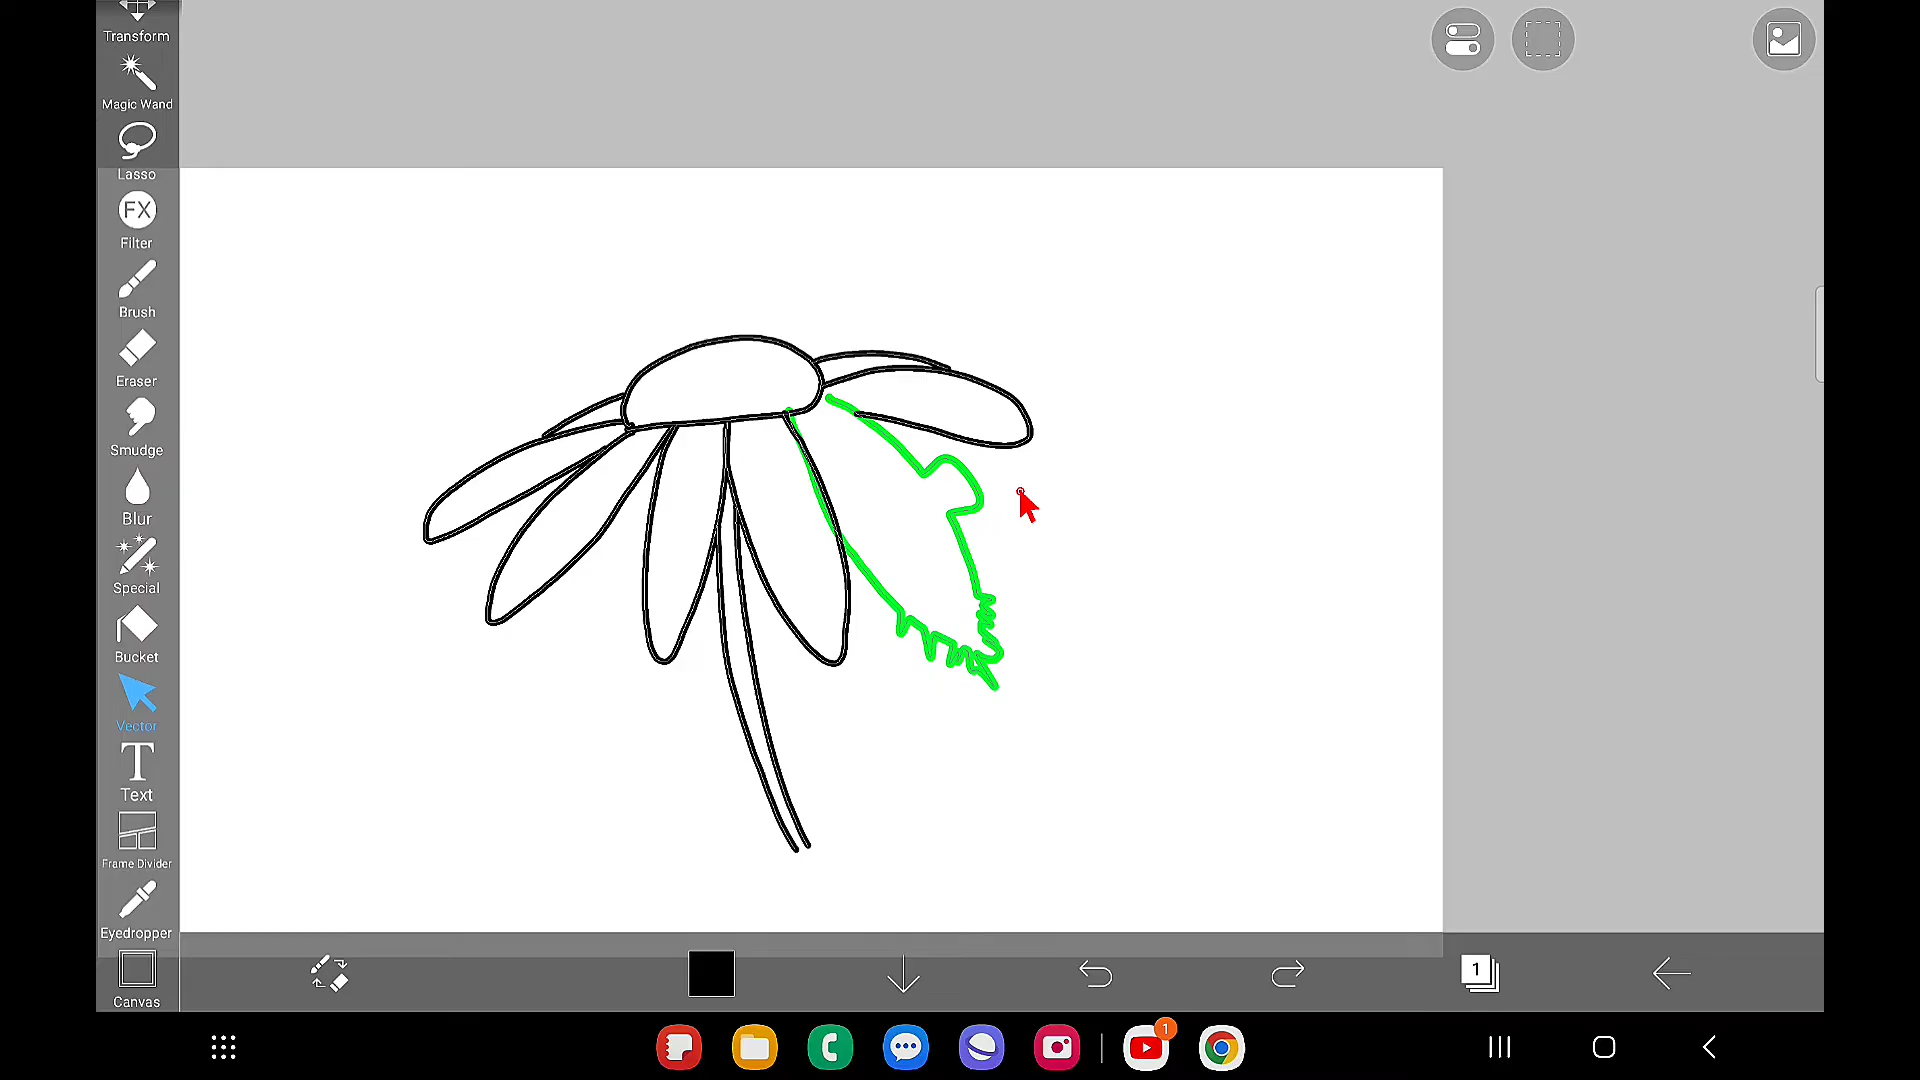 Transform
Magic Wand
Lasso
FX
Filter
Brush
Eraser
Smudge
Blur
Special
Bucket
Vector
T
Text
Frame Divider
Eyedropper
Canvas
1
1